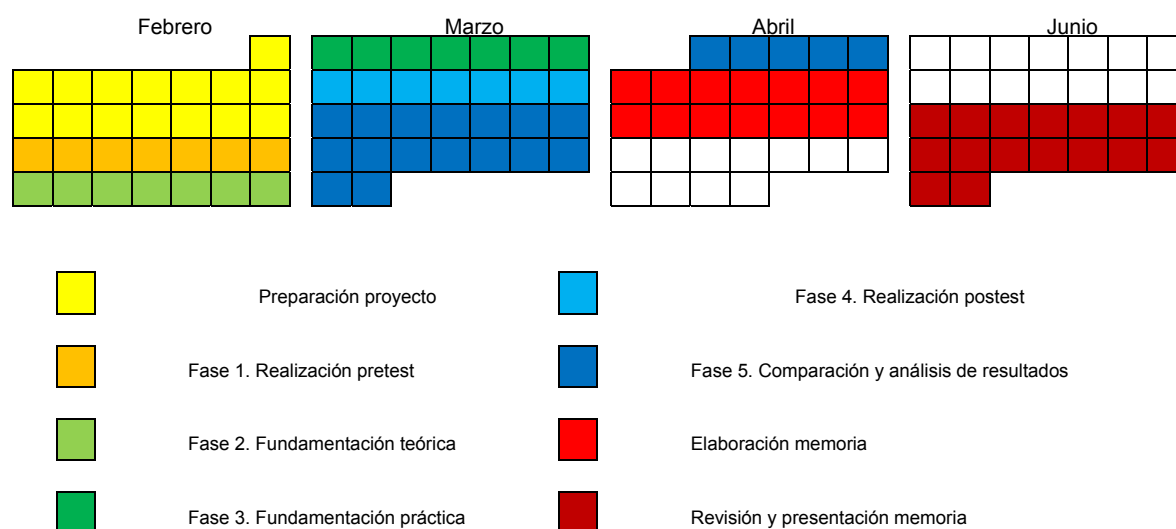 Febrero Marzo Abril Junio
Preparación proyecto Fase 4. Realización postest
Fase 1. Realización pretest Fase 5. Comparación y análisis de resultados
Fase 2. Fundamentación teórica Elaboración memoria
Fase 3. Fundamentación práctica Revisión y presentación memoria